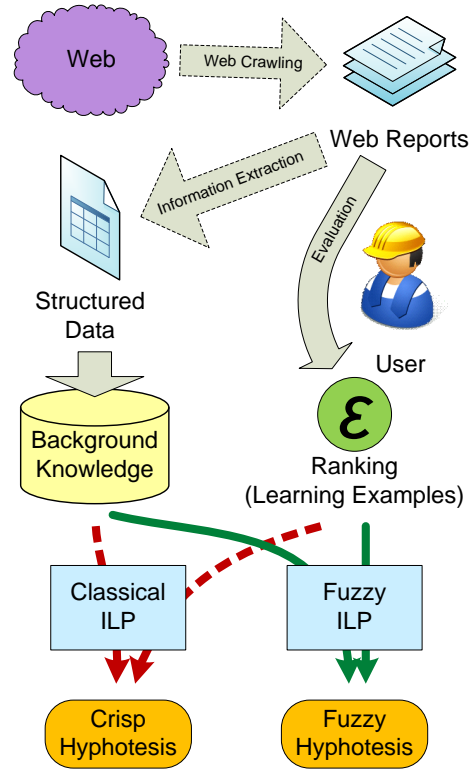 Web
Web Crawling
Web Reports
Information Extraction
Evaluation
Structured
Data
User
Background
Knowledge
ε
Ranking
(Learning Examples)
Classical
ILP
Fuzzy
ILP
Crisp
Hyphotesis
Fuzzy
Hyphotesis